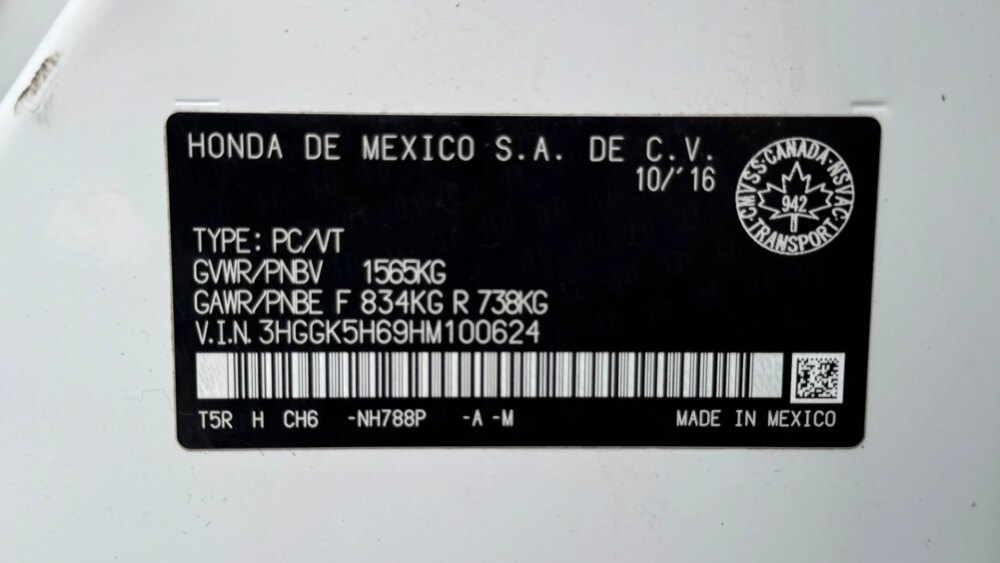 HONDA DE MEXICO S.A. DE C.V.
10/'16
CMVSS·CANADA·NSVAC
942
TRANSPORT
TYPE: PC/VT
GVWR/PNBV 1565KG
GAWR/PNBE F 834KG R 738KG
V.I.N. 3HGGK5H69HM100624
T5R H CH6 -NH788P -A -M MADE IN MEXICO